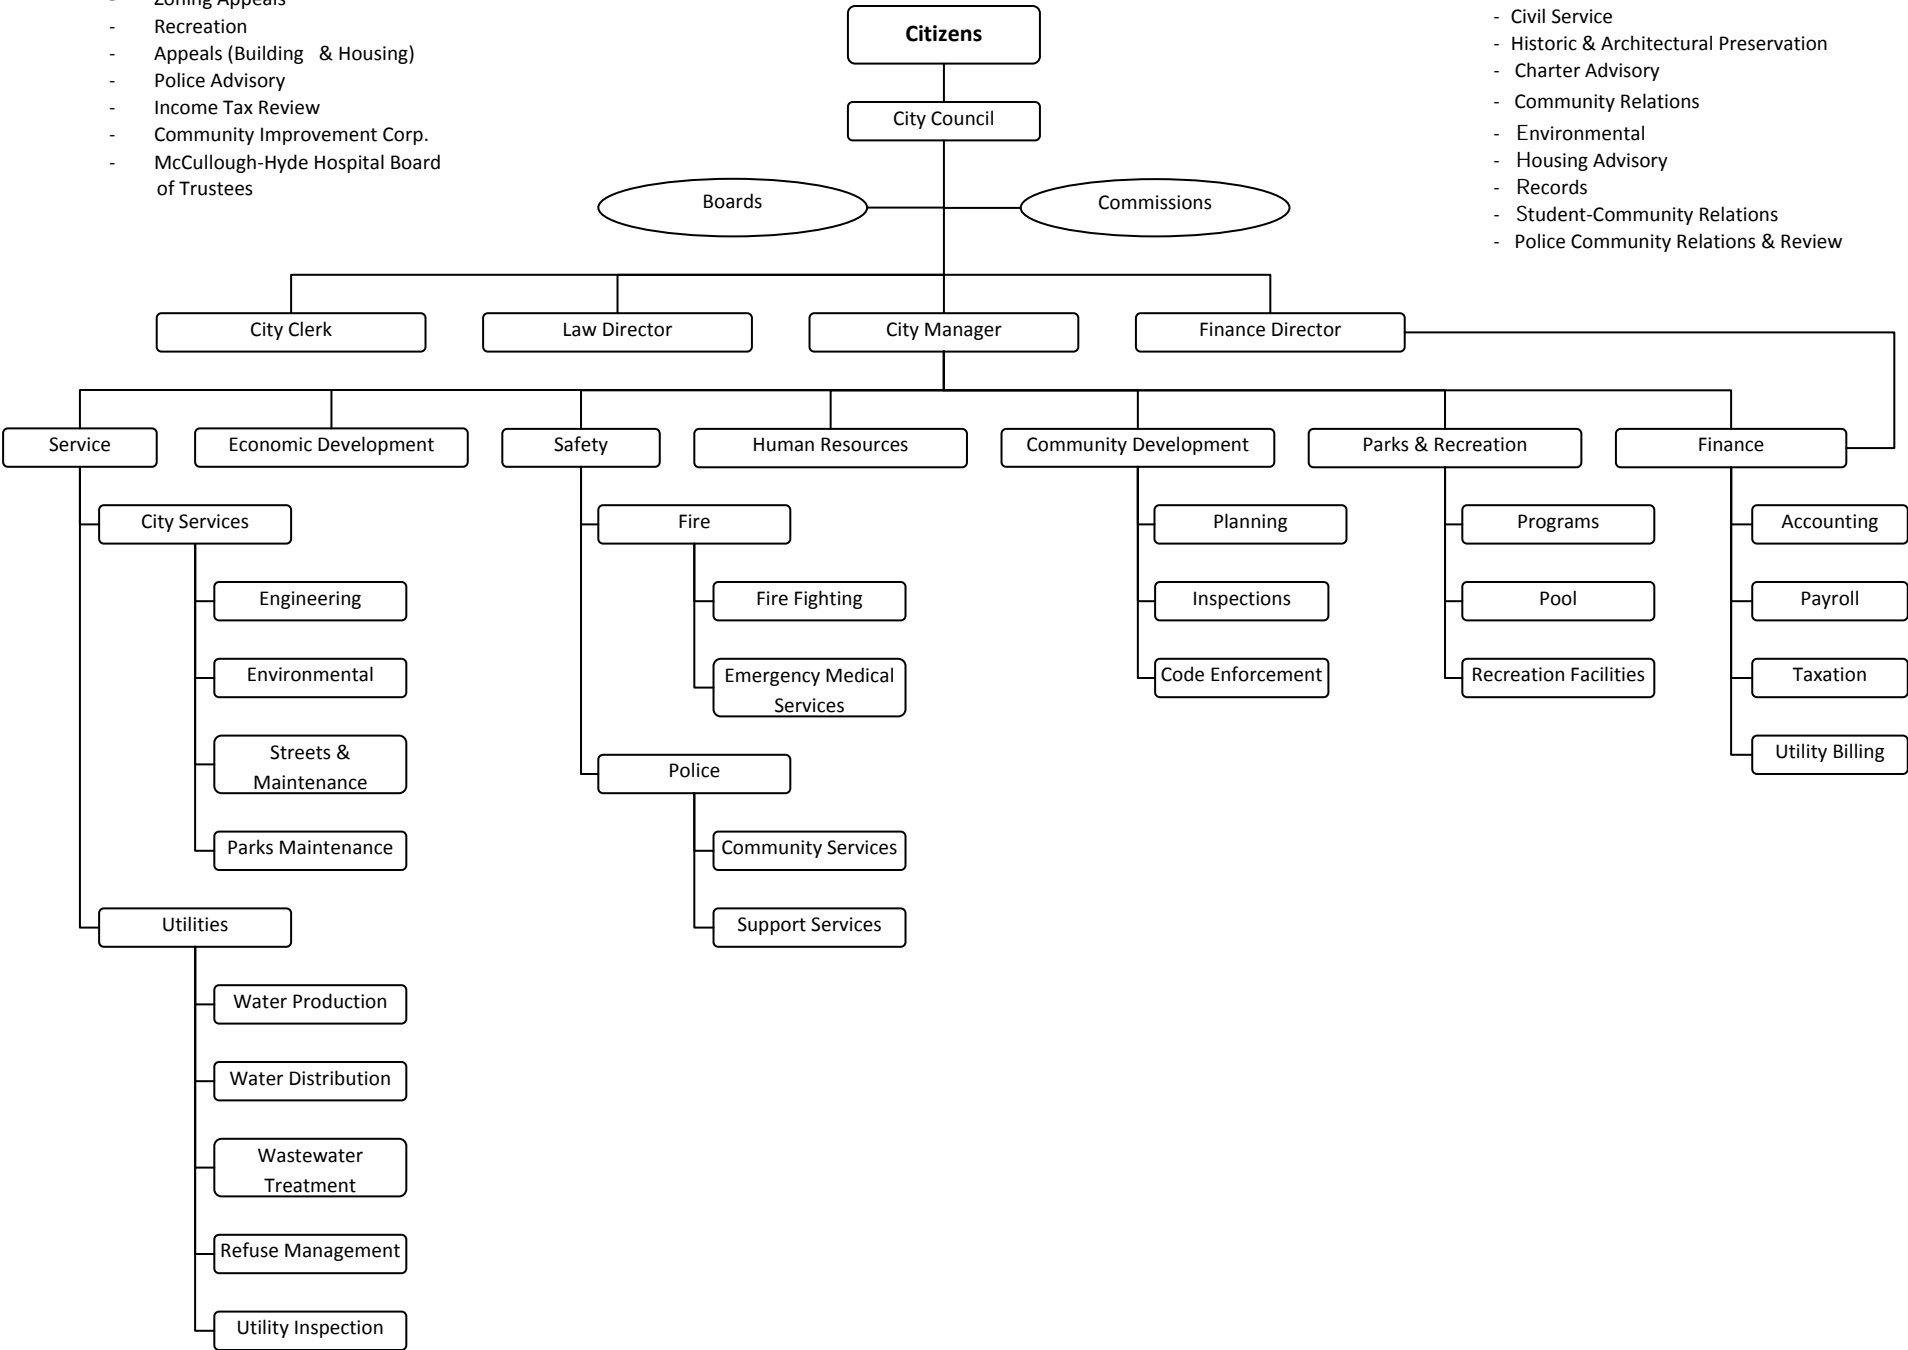 - Zoning Appeals
- Recreation
- Appeals (Building & Housing)
- Police Advisory
- Income Tax Review
- Community Improvement Corp.
- McCullough-Hyde Hospital Board
of Trustees
Citizens
City Council
- Civil Service
- Historic & Architectural Preservation
- Charter Advisory
- Community Relations
- Environmental
- Housing Advisory
- Records
- Student-Community Relations
- Police Community Relations & Review
Boards
Commissions
City Clerk
Law Director
City Manager
Finance Director
Service
Economic Development
Safety
Human Resources
Community Development
Parks & Recreation
Finance
City Services
Engineering
Environmental
Streets &
Maintenance
Parks Maintenance
Utilities
Water Production
Water Distribution
Wastewater
Treatment
Refuse Management
Utility Inspection
Fire
Fire Fighting
Emergency Medical
Services
Police
Community Services
Support Services
Planning
Inspections
Code Enforcement
Programs
Pool
Recreation Facilities
Accounting
Payroll
Taxation
Utility Billing